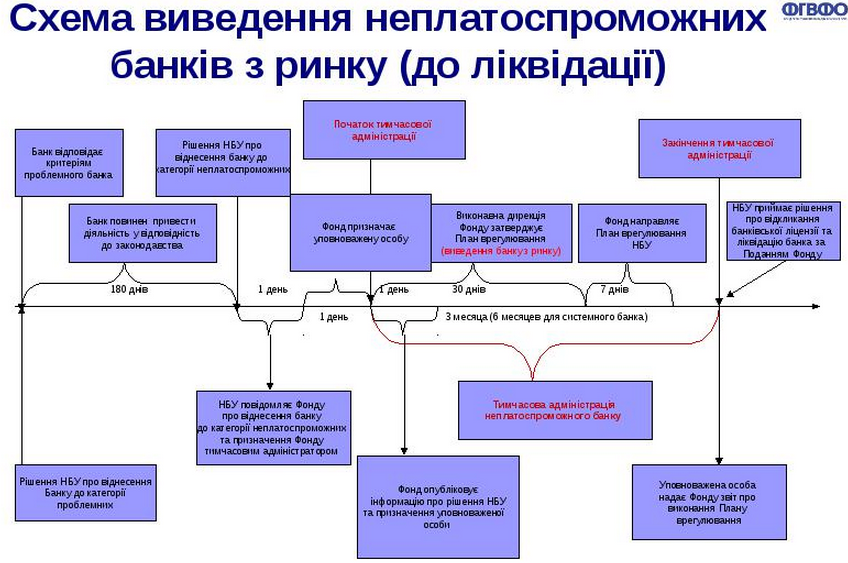 Схема виведення неплатоспроможних
банків з ринку (до ліквідації)
ФГВФО
Початок тимчасової
адміністрації
Банк відповідає
критеріям
проблемного банка
Рішення НБУ про
віднесення банку до
категорії неплатоспроможних
Закінчення тимчасової
адміністрації
Банк повинен привести
діяльність у відповідність
до законодавства
Фонд призначає
уповноважену особу
Виконавча дирекція
Фонду затверджує
План врегулювання
(виведення банку з ринку)
Фонд направляє
План врегулювання
НБУ
НБУ приймає рішення
про відкликання
банківської ліцензії та
ліквідацію банка за
Поданням Фонду
180 днів
1 день
1 день
30 днів
7 днів
1 день
3 месяца (6 месяцев для системного банка)
НБУ повідомляє Фонду
про віднесення банку
до категорії неплатоспроможних
та призначення Фонду
тимчасовим адміністратором
Тимчасова адміністрація
неплатоспроможного банку
Рішення НБУ про віднесення
Банку до категорії
проблемних
Фонд опубліковує
інформацію про рішення НБУ
та призначення уповноваженої
особи
Уповноважена особа
надає Фонду звіт про
виконання Плану
врегулювання